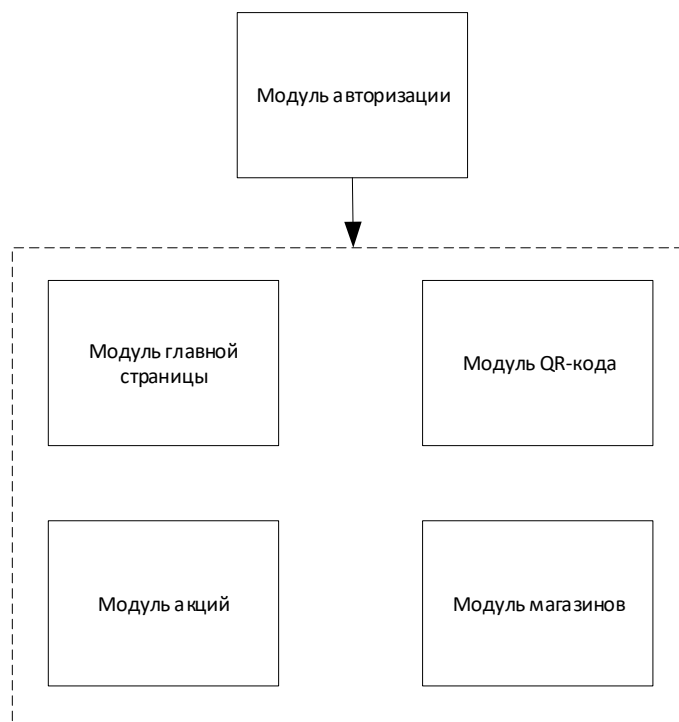 Модуль авторизации
Модуль главной
страницы
Модуль QR-кода
Модуль акций
Модуль магазинов